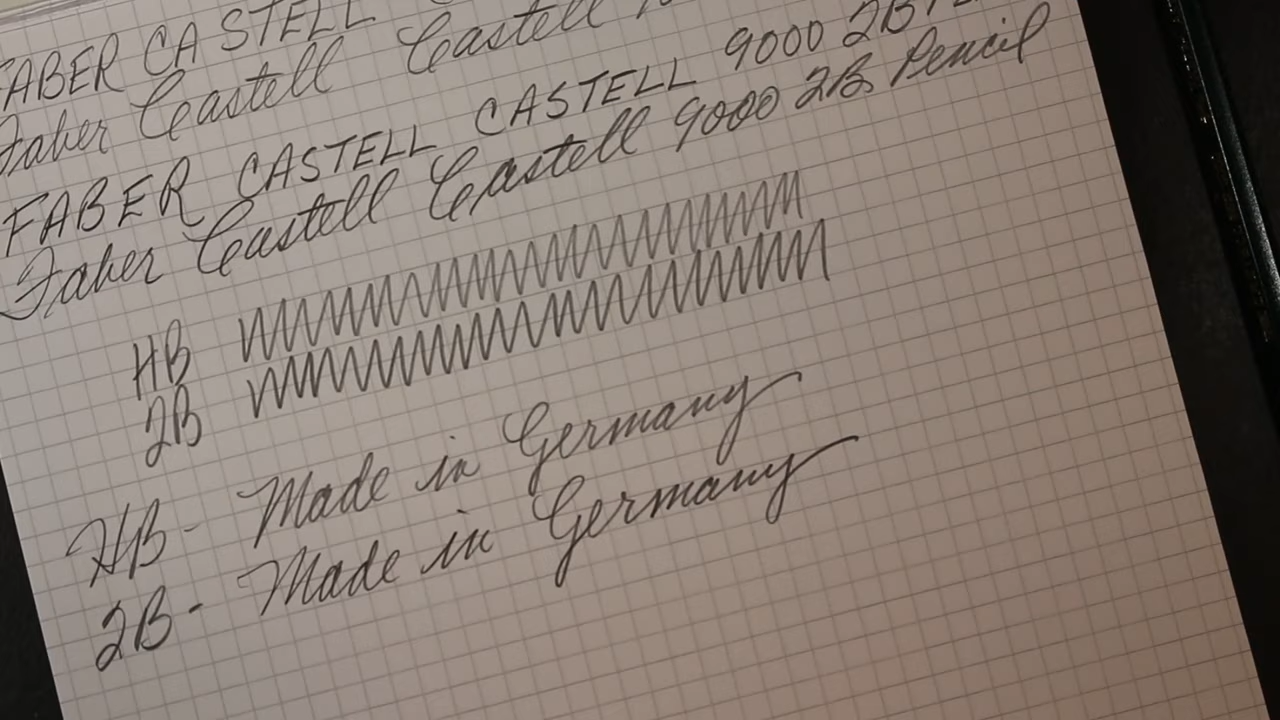 FABER CASTELL
Faber Castell Castell
FABER CASTELL CASTELL 9000 2B
Faber Castell Castell 9000 2B Pencil
HB
2B
HB- Made in Germany
2B- Made in Germany